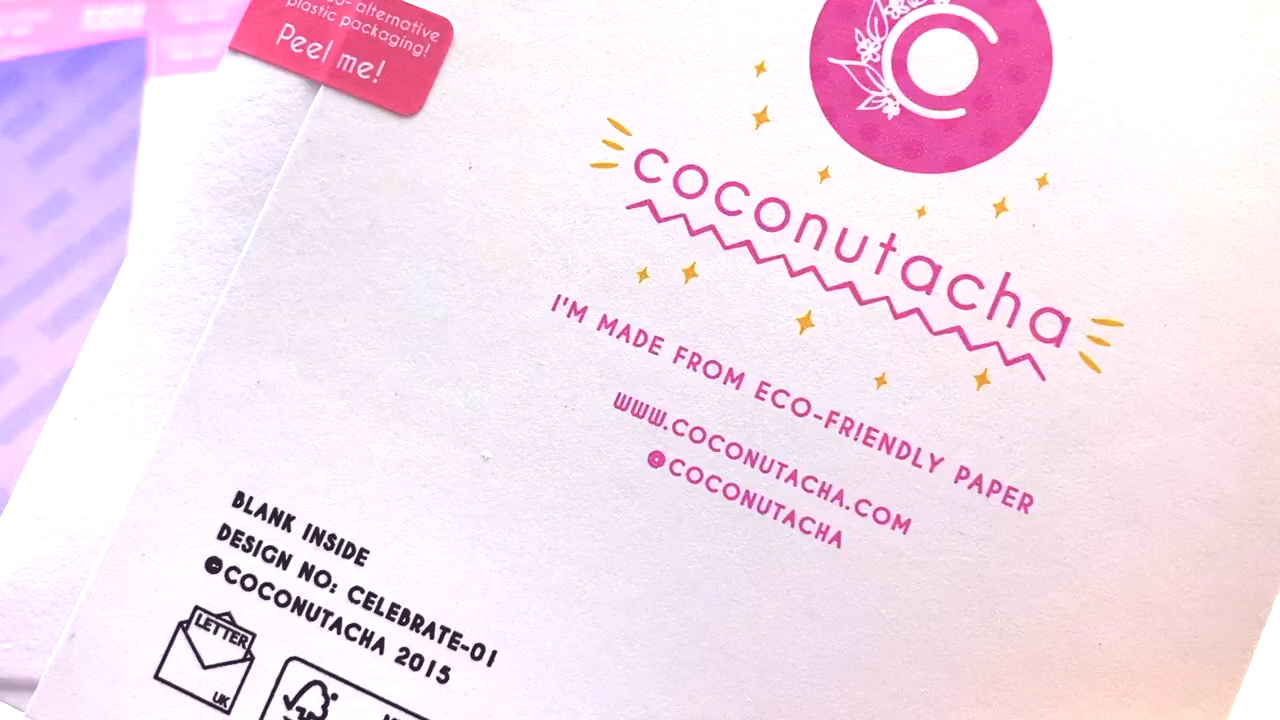 alternative
plastic packaging!
Peel me!
coconutacha
I'M MADE FROM ECO-FRIENDLY PAPER
WWW.COCONUTACHA.COM
@COCONUTACHA
BLANK INSIDE
DESIGN NO: CELEBRATE-01
©COCONUTACHA 2015
LETTER
UK